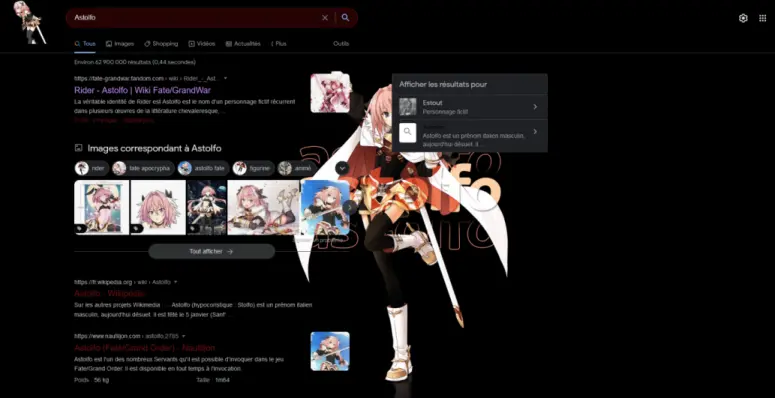 Astolfo
Tous
Images
Shopping
Vidéos
Actualités
Plus
Outils
Environ 62 900 000 résultats (0,44 secondes)
https://fate-grandwar.fandom.com › wiki › Rider_-_Ast...
Rider - Astolfo | Wiki Fate/GrandWar
La véritable identité de Rider est Astolfo est le nom d'un personnage fictif récurrent
dans plusieurs œuvres de la littérature chevaleresque, ...
Afficher les résultats pour
Estout
Personnage fictif
Astolfo est un prénom italien masculin,
aujourd'hui désuet. Il ...
Images correspondant à Astolfo
rider
fate apocrypha
astolfo fate
figurine
anime
Astolfo
Tout afficher
https://fr.wikipedia.org › wiki › Astolfo
Astolfo - Wikipédia
Sur les autres projets Wikimedia : ... Astolfo (hypocoristique : Stolfo) est un prénom italien
masculin, aujourd'hui désuet. Il est fêté le 5 janvier (Sant'
https://www.nautiljon.com › astolfo,2785
Astolfo (Fate/Grand Order) - Nautiljon
Astolfo est l'un des nombreux Servants qu'il est possible d'invoquer dans le jeu
Fate/Grand Order. Il est disponible en tout temps à l'invocation.
Poids : 56 kg
Taille : 1m64